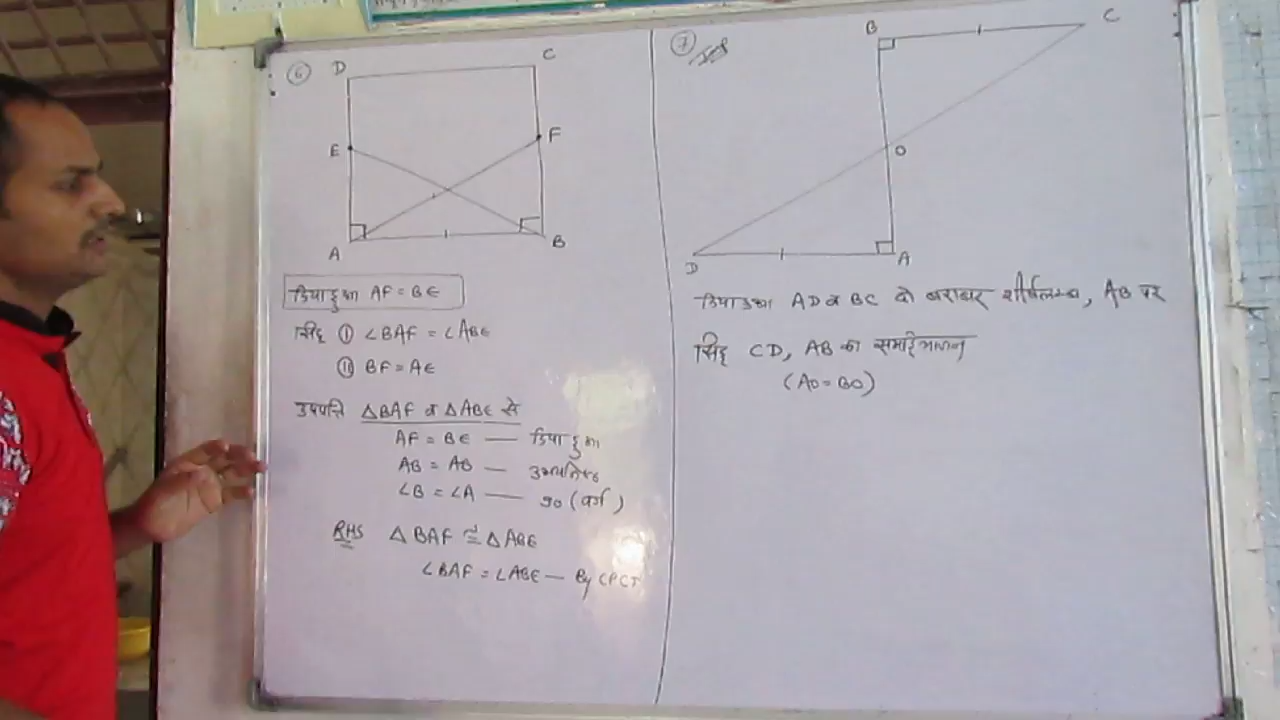 6
D
C
E
F
A
B
दिया हुआ AF = BE
सिद्ध (i) ∠BAF = ∠ABE
(ii) BF = AE
उपपत्ति △BAF व △ABE से
AF = BE — दिया हुआ
AB = AB — उभयनिष्ठ
∠B = ∠A — 90 (वर्ग)
RHS △BAF ≅ △ABE
∠BAF = ∠ABE — By CPCT
7
B
C
O
D
A
दिया हुआ AD व BC दो बराबर शीर्षलम्ब, AB पर
सिद्ध CD, AB का समद्विभाजन
(AO = BO)